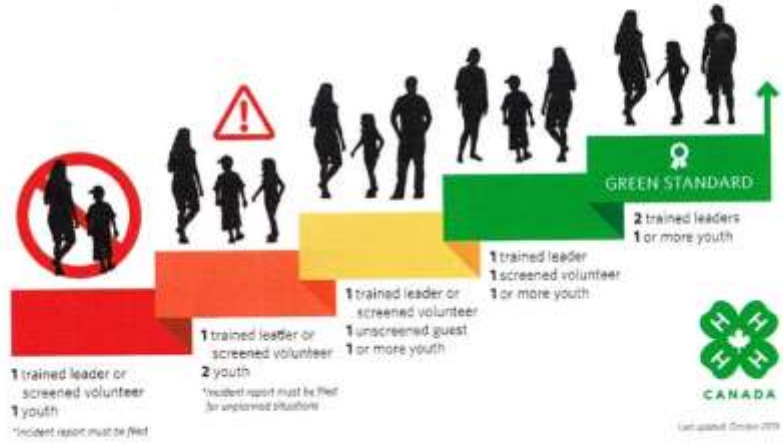 1 trained leader or
screened volunteer
1 youth
*Incident report must be filed
1 trained leader or
screened volunteer
2 youth
*Incident report must be filed
for unplanned situations
1 trained leader or
screened volunteer
1 unscreened guest
1 or more youth
1 trained leader
1 screened volunteer
1 or more youth
GREEN STANDARD
2 trained leaders
1 or more youth
H H
H H
CANADA
Last updated: October